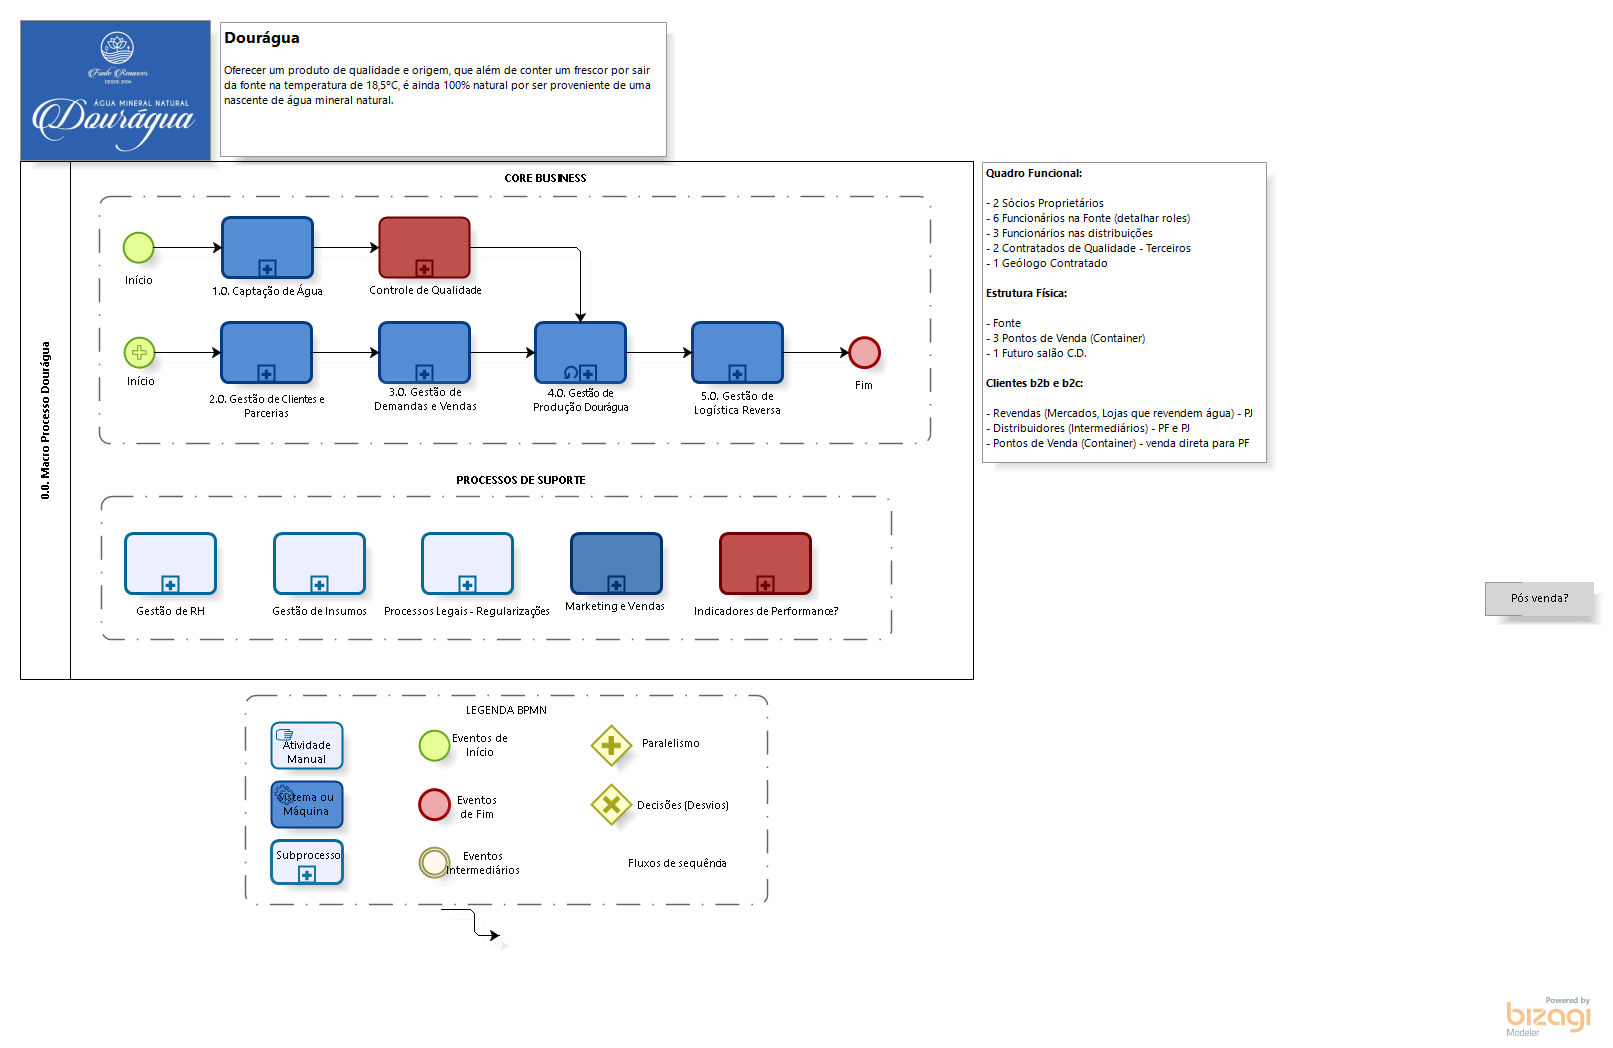 Fonte Renascer
DESDE 2006
ÁGUA MINERAL NATURAL
Dourágua
Dourágua
Oferecer um produto de qualidade e origem, que além de conter um frescor por sair
da fonte na temperatura de 18,5ºC, é ainda 100% natural por ser proveniente de uma
nascente de água mineral natural.
0.0. Macro Processo Dourágua
CORE BUSINESS
Início
1.0. Captação de Água
Controle de Qualidade
Início
2.0. Gestão de Clientes e
Parcerias
3.0. Gestão de
Demandas e Vendas
4.0. Gestão de
Produção Dourágua
5.0. Gestão de
Logística Reversa
Fim
PROCESSOS DE SUPORTE
Gestão de RH
Gestão de Insumos
Processos Legais - Regularizações
Marketing e Vendas
Indicadores de Performance?
Quadro Funcional:
- 2 Sócios Proprietários
- 6 Funcionários na Fonte (detalhar roles)
- 3 Funcionários nas distribuições
- 2 Contratados de Qualidade - Terceiros
- 1 Geólogo Contratado
Estrutura Física:
- Fonte
- 3 Pontos de Venda (Container)
- 1 Futuro salão C.D.
Clientes b2b e b2c:
- Revendas (Mercados, Lojas que revendem água) - PJ
- Distribuidores (Intermediários) - PF e PJ
- Pontos de Venda (Container) - venda direta para PF
Pós venda?
LEGENDA BPMN
Atividade
Manual
Sistema ou
Máquina
Subprocesso
Eventos de
Início
Eventos
de Fim
Eventos
Intermediários
Paralelismo
Decisões (Desvios)
Fluxos de sequência
Powered by
bizagi
Modeler